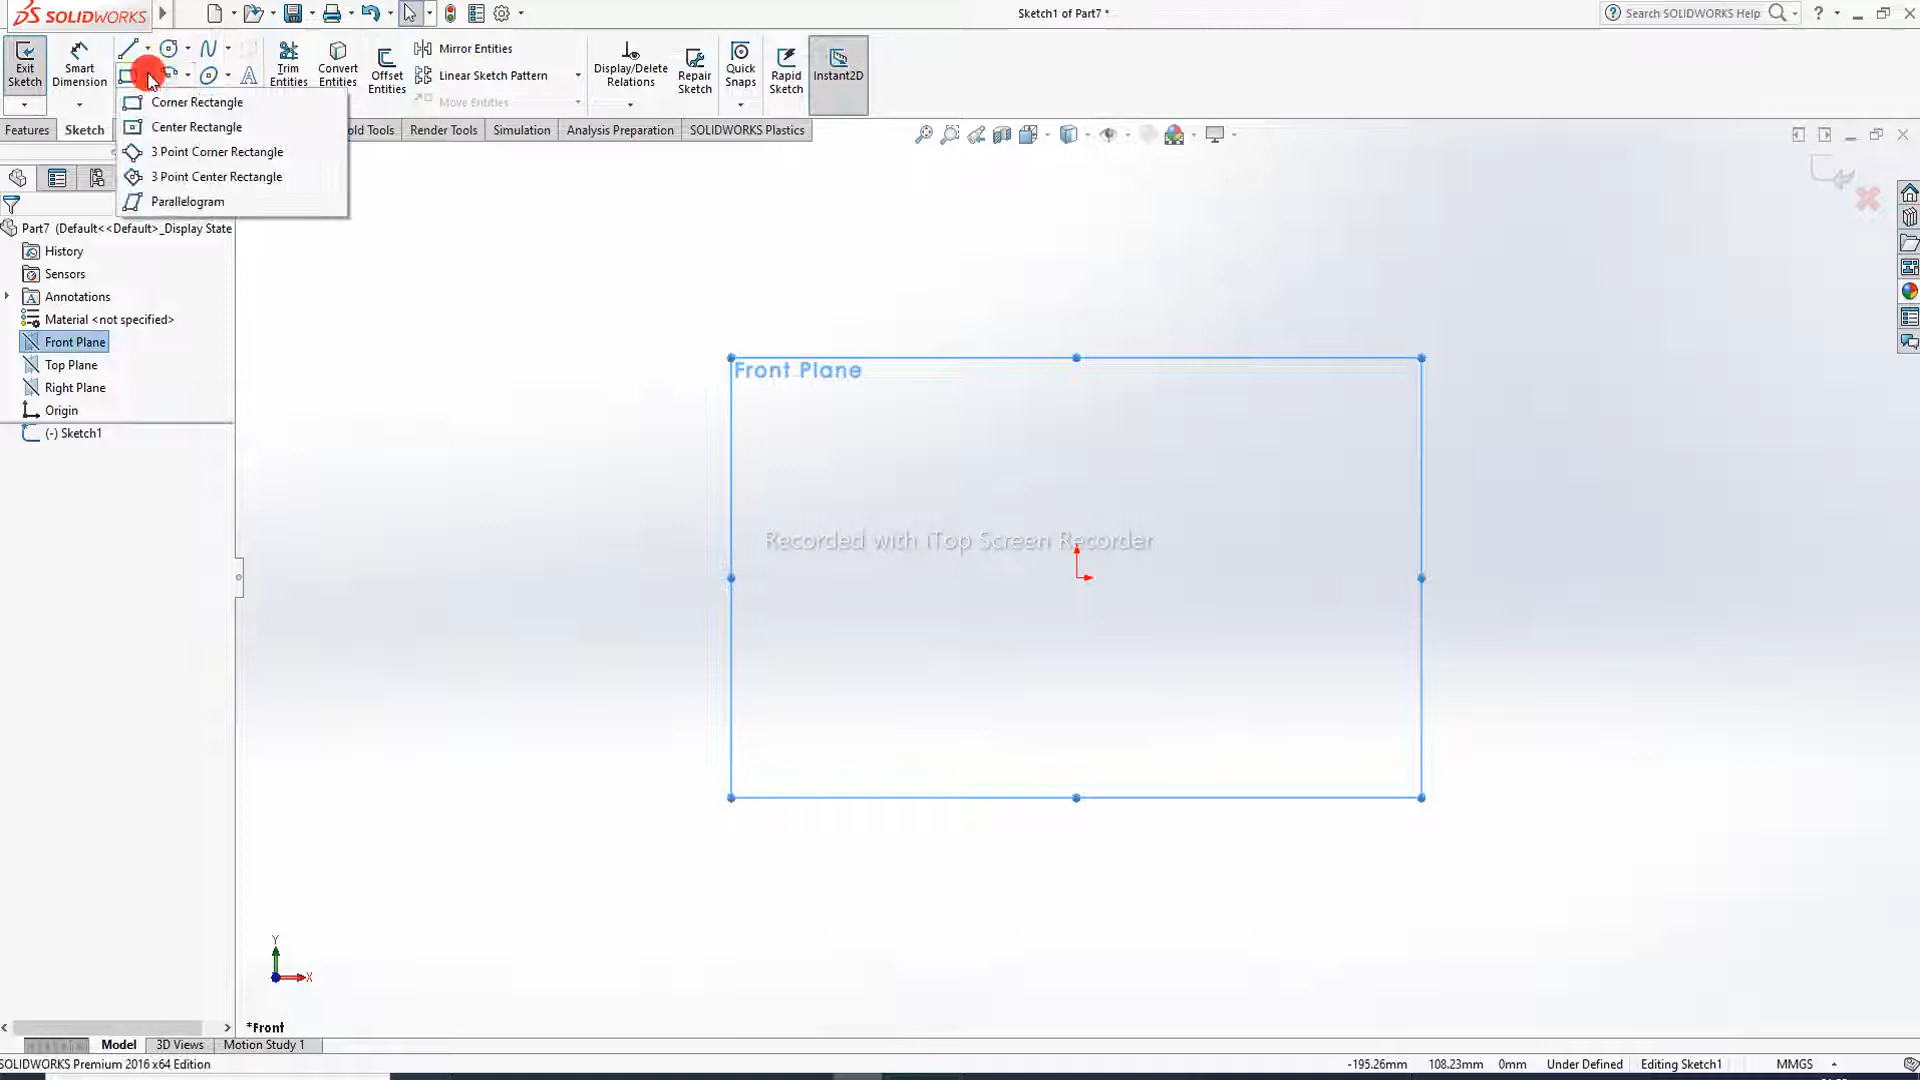 SOLIDWORKS
Sketch1 of Part7 *
Search SOLIDWORKS Help
Exit Sketch
Smart Dimension
Trim Entities
Convert Entities
Offset Entities
Mirror Entities
Linear Sketch Pattern
Move Entities
Display/Delete Relations
Repair Sketch
Quick Snaps
Rapid Sketch
Instant2D
Corner Rectangle
Center Rectangle
3 Point Corner Rectangle
3 Point Center Rectangle
Parallelogram
Features
Sketch
old Tools
Render Tools
Simulation
Analysis Preparation
SOLIDWORKS Plastics
Part7 (Default<<Default>_Display State
History
Sensors
Annotations
Material <not specified>
Front Plane
Top Plane
Right Plane
Origin
(-) Sketch1
Front Plane
Recorded with iTop Screen Recorder
Y
X
*Front
Model
3D Views
Motion Study 1
SOLIDWORKS Premium 2016 x64 Edition
-195.26mm
108.23mm
0mm
Under Defined
Editing Sketch1
MMGS